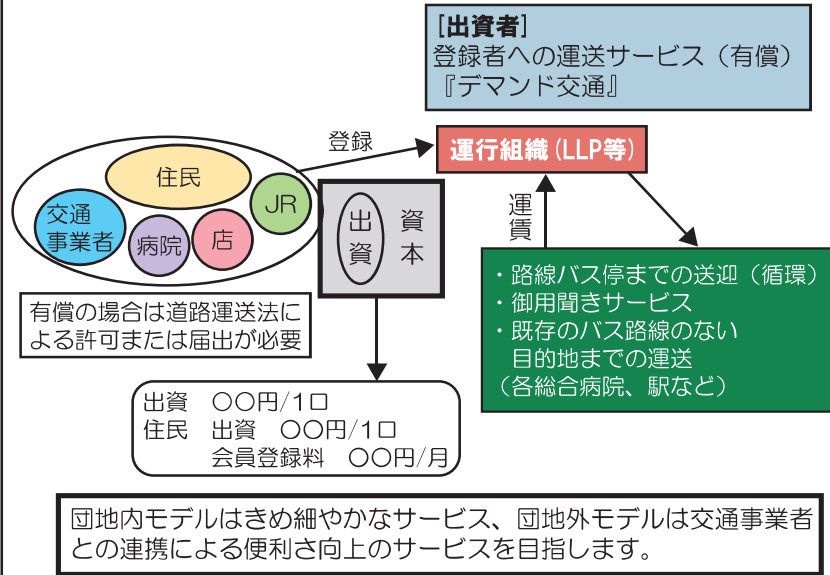 [出資者]
登録者への運送サービス（有償）
『デマンド交通』
登録
運行組織(LLP等)
住民
JR
交通
事業者
病院
店
出資
資本
運賃
有償の場合は道路運送法に
よる許可または届出が必要
・路線バス停までの送迎（循環）
・御用聞きサービス
・既存のバス路線のない
目的地までの運送
（各総合病院、駅など）
出資　〇〇円/1口
住民　出資　〇〇円/1口
会員登録料　〇〇円/月
団地内モデルはきめ細やかなサービス、団地外モデルは交通事業者
との連携による便利さ向上のサービスを目指します。